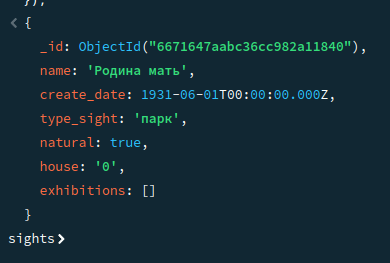 });
< {
_id: ObjectId("6671647aabc36cc982a11840"),
name: 'Родина мать',
create_date: 1931-06-01T00:00:00.000Z,
type_sight: 'парк',
natural: true,
house: '0',
exhibitions: []
}
sights>